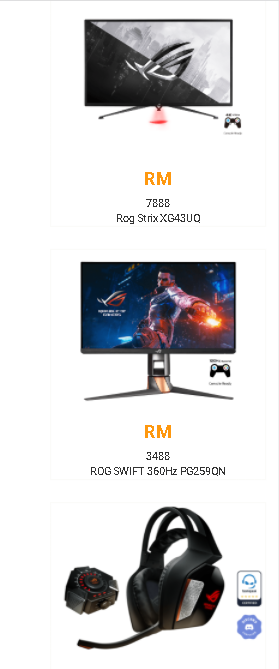 RM
7888
Rog Strix XG43UQ
RM
3488
ROG SWIFT 360Hz PG259QN